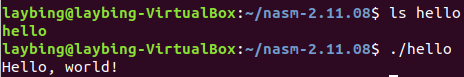 laybing@laybing-VirtualBox:~/nasm-2.11.08$ ls hello
hello
laybing@laybing-VirtualBox:~/nasm-2.11.08$ ./hello
Hello, world!